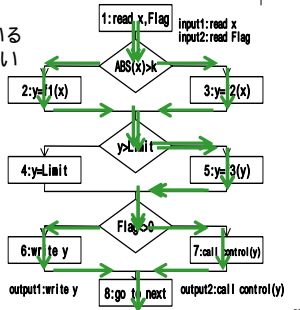 いる
い
1:read x,Flag
input1:read x
input2:read Flag
ABS(x)>k
2:y=f1(x)
3:y=f2(x)
y>Limit
4:y=Limit
5:y=f3(y)
Flag>0
6:write y
7:call control(y)
output1:write y
8:go to next
output2:call control(y)